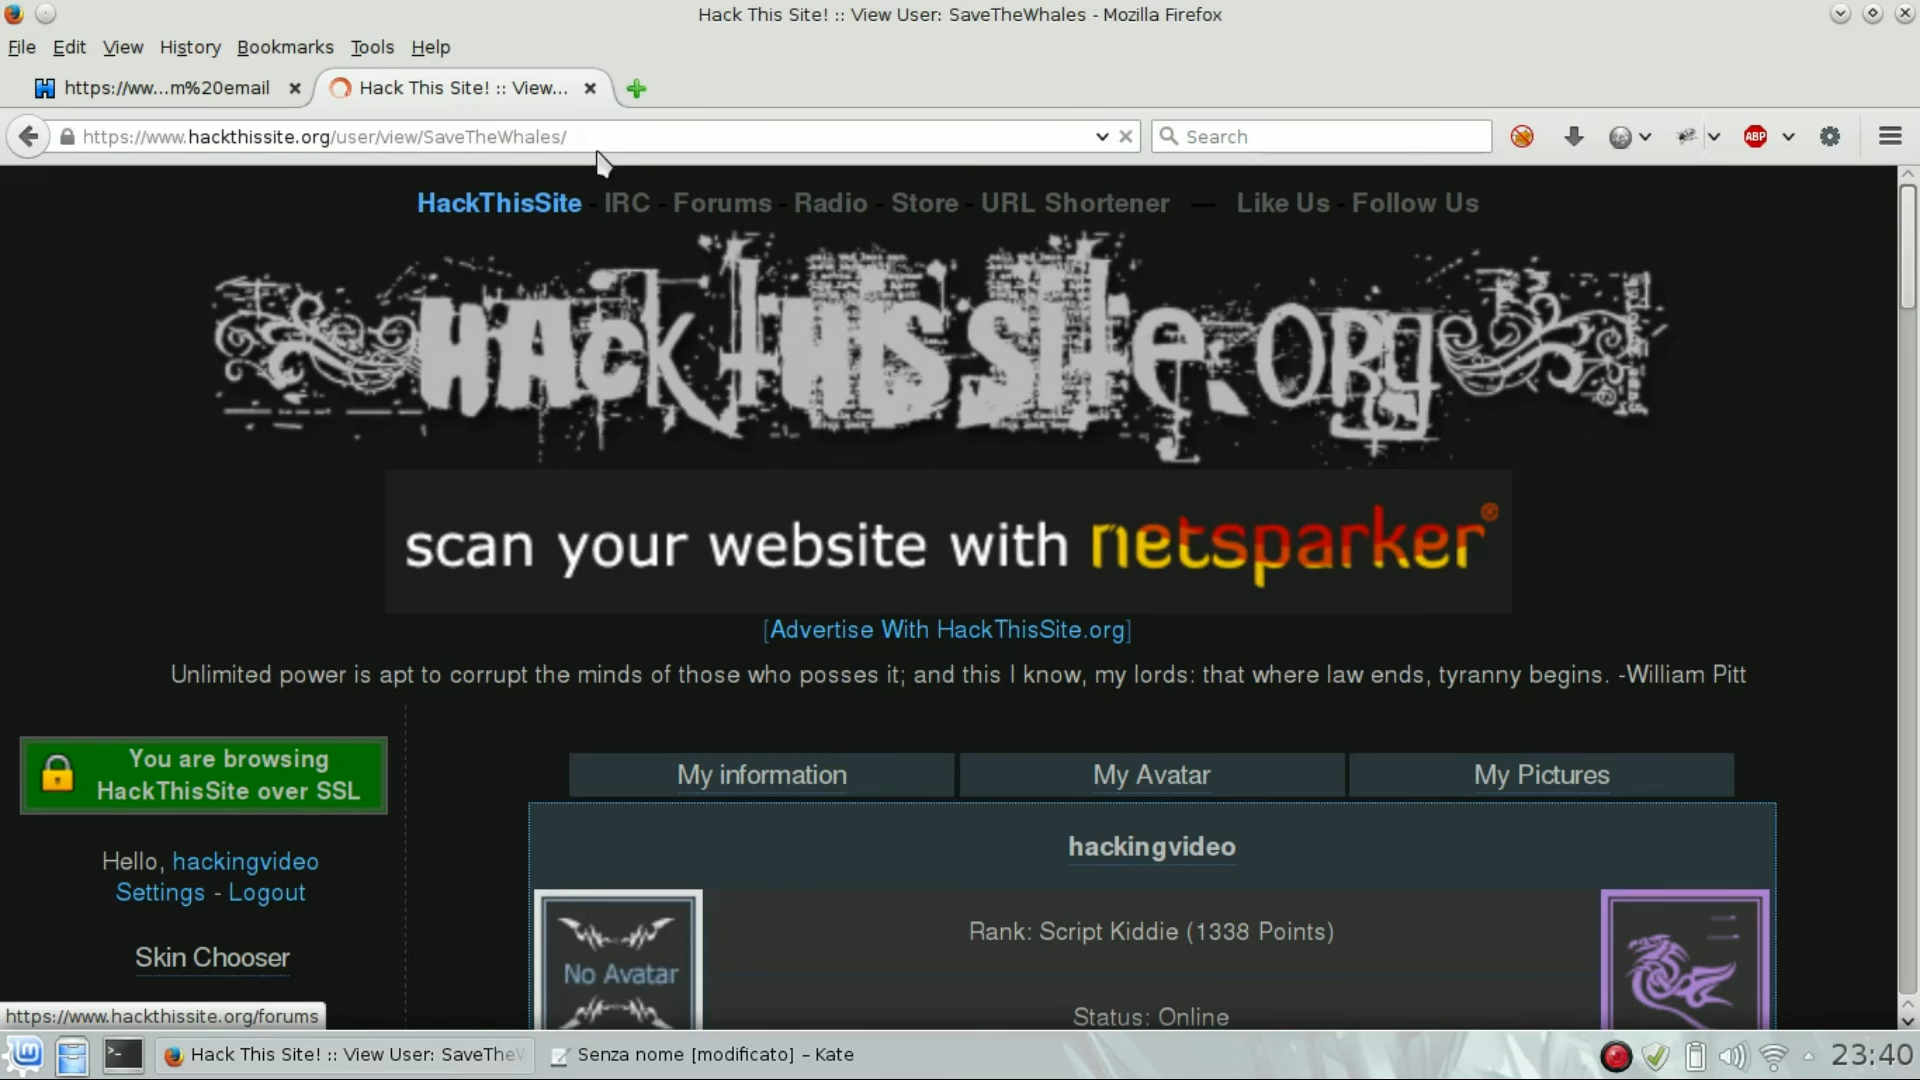 Hack This Site! :: View User: SaveTheWhales - Mozilla Firefox
File Edit View History Bookmarks Tools Help
https://ww...m%20email
Hack This Site! :: View...
https://www.hackthissite.org/user/view/SaveTheWhales/
Search
ABP
HackThisSite - IRC - Forums - Radio - Store - URL Shortener — Like Us - Follow Us
HackThisSite.ORG
scan your website with netsparker®
[Advertise With HackThisSite.org]
Unlimited power is apt to corrupt the minds of those who posses it; and this I know, my lords: that where law ends, tyranny begins. -William Pitt
You are browsing
HackThisSite over SSL
Hello, hackingvideo
Settings - Logout
Skin Chooser
My information
My Avatar
My Pictures
hackingvideo
No Avatar
Rank: Script Kiddie (1338 Points)
Status: Online
https://www.hackthissite.org/forums
Hack This Site! :: View User: SaveTheW
Senza nome [modificato] – Kate
23:40